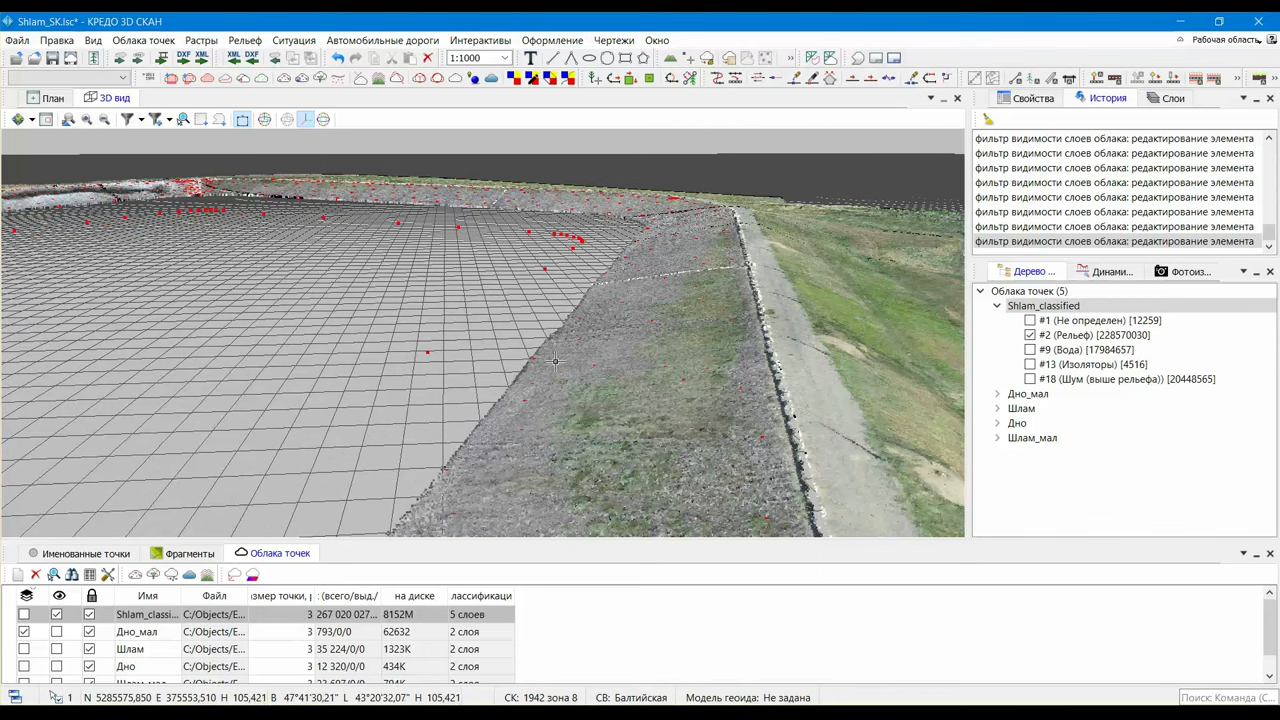 Shlam_SK.lsc* - КРЕДО 3D СКАН
Файл Правка Вид Облака точек Растры Рельеф Ситуация Автомобильные дороги Интерактивы Оформление Чертежи Окно
Рабочая область
DXF XML XML DXF 1:1000
План 3D вид
Свойства История Слои
фильтр видимости слоев облака: редактирование элемента
фильтр видимости слоев облака: редактирование элемента
фильтр видимости слоев облака: редактирование элемента
фильтр видимости слоев облака: редактирование элемента
фильтр видимости слоев облака: редактирование элемента
фильтр видимости слоев облака: редактирование элемента
фильтр видимости слоев облака: редактирование элемента
фильтр видимости слоев облака: редактирование элемента
Дерево ... Динами... Фотоиз...
Облака точек (5)
Shlam_classified
#1 (Не определен) [12259]
#2 (Рельеф) [228570030]
#9 (Вода) [17984657]
#13 (Изоляторы) [4516]
#18 (Шум (выше рельефа)) [20448565]
Дно_мал
Шлам
Дно
Шлам_мал
Именованные точки Фрагменты Облака точек
Имя Файл змер точки, : (всего/выд./ на диске лассификаци
Shlam_classi... C:/Objects/E... 3 267 020 027... 8152M 5 слоев
Дно_мал C:/Objects/E... 3 793/0/0 62632 2 слоя
Шлам C:/Objects/E... 3 35 224/0/0 1323K 2 слоя
Дно C:/Objects/E... 3 12 320/0/0 434K 2 слоя
1 N 5285575,850 E 375553,510 H 105,421 B 47°41'30,21" L 43°20'32,07" H 105,421 СК: 1942 зона 8 СВ: Балтийская Модель геоида: Не задана Поиск: Команда (C